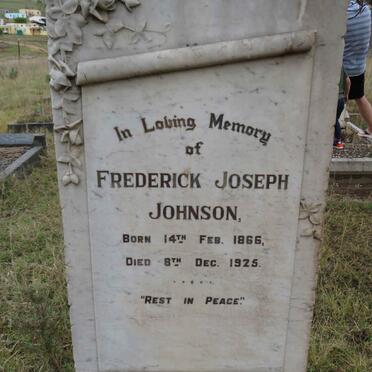 In Loving Memory
of
FREDERICK JOSEPH
JOHNSON,
BORN 14TH FEB. 1866,
DIED 8TH DEC. 1925.
"REST IN PEACE."